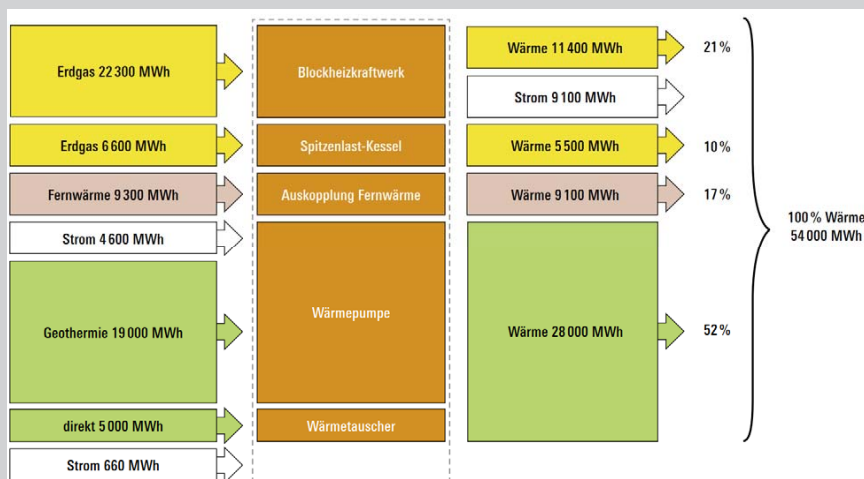 Erdgas 22 300 MWh
Blockheizkraftwerk
Wärme 11 400 MWh
21 %
Strom 9 100 MWh
Erdgas 6 600 MWh
Spitzenlast-Kessel
Wärme 5 500 MWh
10 %
Fernwärme 9 300 MWh
Auskopplung Fernwärme
Wärme 9 100 MWh
17 %
Strom 4 600 MWh
Geothermie 19 000 MWh
Wärmepumpe
Wärme 28 000 MWh
52 %
direkt 5 000 MWh
Wärmetauscher
Strom 660 MWh
100 % Wärme
54 000 MWh